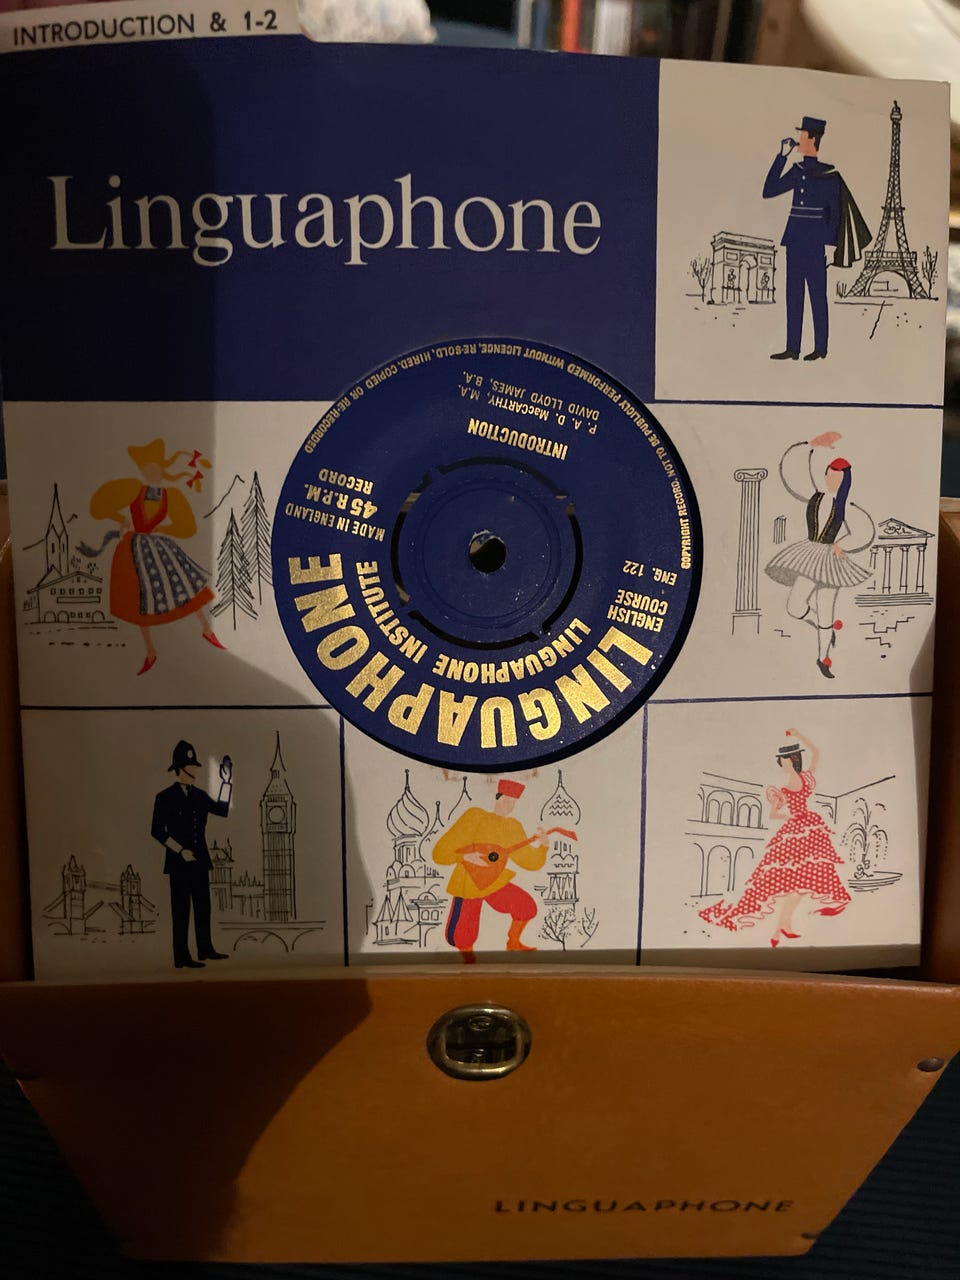 INTRODUCTION & 1-2
Linguaphone
LINGUAPHONE
LINGUAPHONE INSTITUTE
ENGLISH
COURSE
ENG. 122
MADE IN ENGLAND
45 R.P.M.
RECORD
INTRODUCTION
P. A. D. MacCARTHY, M.A.
DAVID LLOYD JAMES, B.A.
COPYRIGHT RECORD. NOT TO BE PUBLICLY PERFORMED WITHOUT LICENCE, RE-SOLD, HIRED, COPIED OR RE-RECORDED
LINGUAPHONE